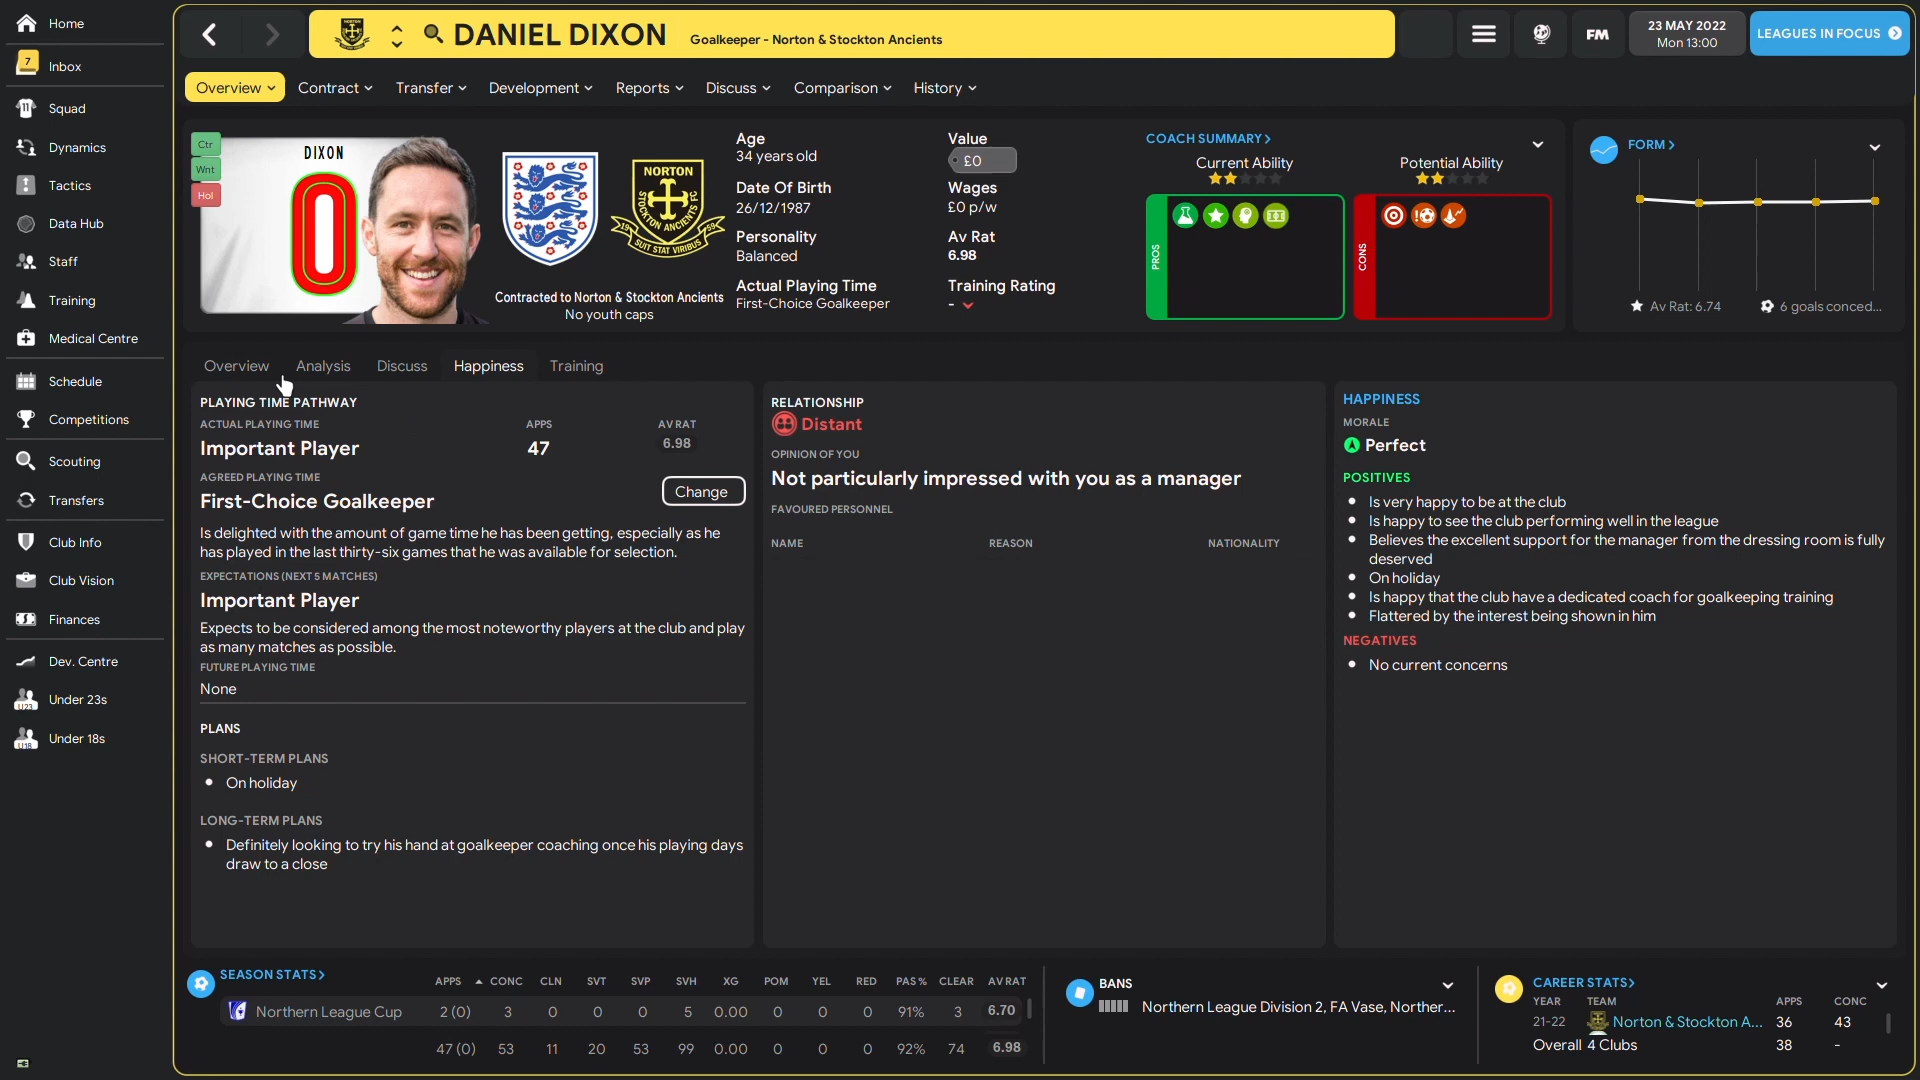 Home
7
Inbox
Squad
Dynamics
Tactics
Data Hub
Staff
Training
Medical Centre
Schedule
Competitions
Scouting
Transfers
Club Info
Club Vision
Finances
Dev. Centre
U23
Under 23s
U18
Under 18s
NORTON
DANIEL DIXON
Goalkeeper - Norton & Stockton Ancients
FM
23 MAY 2022
Mon 13:00
LEAGUES IN FOCUS
Overview
Contract
Transfer
Development
Reports
Discuss
Comparison
History
Ctr
Wnt
Hol
DIXON
0
NORTON
STOCKTON ANCIENTS FC
1959
SUIT STAT VIRIBUS
Contracted to Norton & Stockton Ancients
No youth caps
Age
34 years old
Date Of Birth
26/12/1987
Personality
Balanced
Actual Playing Time
First-Choice Goalkeeper
Value
£0
Wages
£0 p/w
Av Rat
6.98
Training Rating
-
COACH SUMMARY >
Current Ability
Potential Ability
PROS
CONS
FORM >
Av Rat: 6.74
6 goals conced...
Overview
Analysis
Discuss
Happiness
Training
PLAYING TIME PATHWAY
ACTUAL PLAYING TIME APPS AV RAT
Important Player 47 6.98
AGREED PLAYING TIME
First-Choice Goalkeeper
Change
Is delighted with the amount of game time he has been getting, especially as he
has played in the last thirty-six games that he was available for selection.
EXPECTATIONS (NEXT 5 MATCHES)
Important Player
Expects to be considered among the most noteworthy players at the club and play
as many matches as possible.
FUTURE PLAYING TIME
None
PLANS
SHORT-TERM PLANS
On holiday
LONG-TERM PLANS
Definitely looking to try his hand at goalkeeper coaching once his playing days
draw to a close
RELATIONSHIP
Distant
OPINION OF YOU
Not particularly impressed with you as a manager
FAVOURED PERSONNEL
NAME REASON NATIONALITY
HAPPINESS
MORALE
Perfect
POSITIVES
Is very happy to be at the club
Is happy to see the club performing well in the league
Believes the excellent support for the manager from the dressing room is fully
deserved
On holiday
Is happy that the club have a dedicated coach for goalkeeping training
Flattered by the interest being shown in him
NEGATIVES
No current concerns
SEASON STATS >
APPS CONC CLN SVT SVP SVH XG POM YEL RED PAS % CLEAR AV RAT
Northern League Cup 2 (0) 3 0 0 0 5 0.00 0 0 0 91% 3 6.70
47 (0) 53 11 20 53 99 0.00 0 0 0 92% 74 6.98
BANS
Northern League Division 2, FA Vase, Norther...
CAREER STATS >
YEAR TEAM APPS CONC
21-22 Norton & Stockton A... 36 43
Overall 4 Clubs 38 -